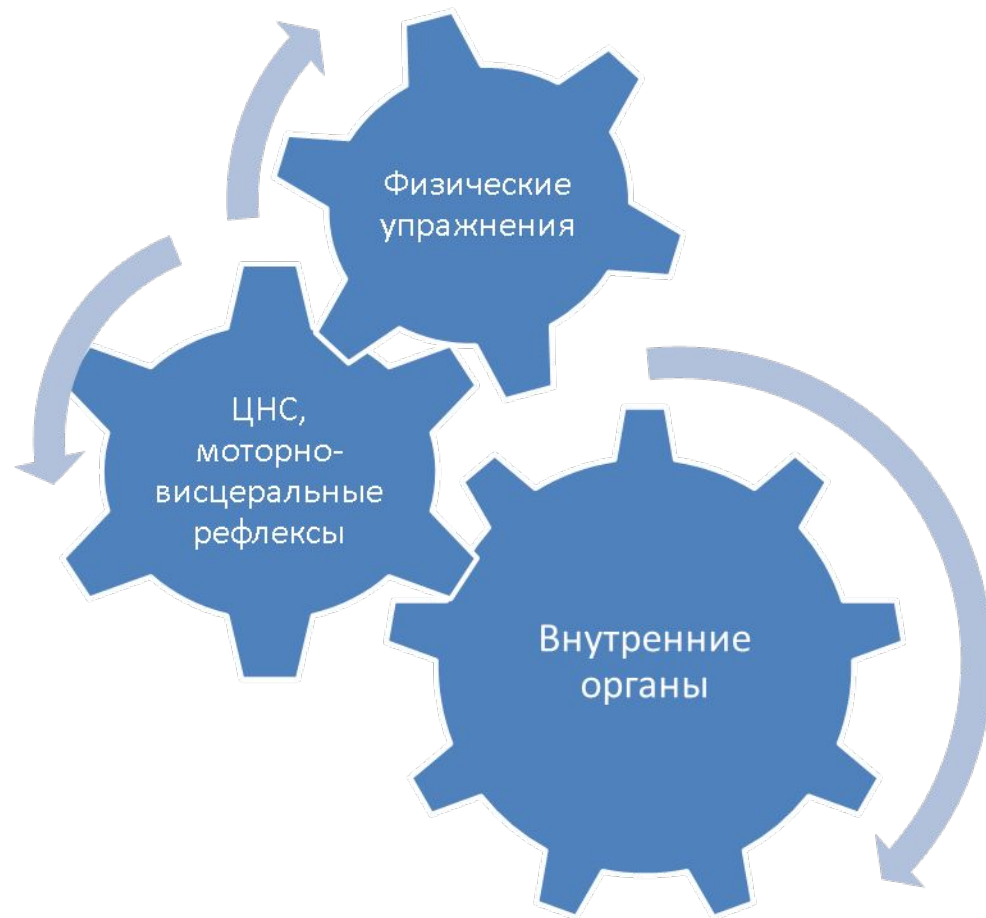 Физические
упражнения
ЦНС,
моторно-
висцеральные
рефлексы
Внутренние
органы